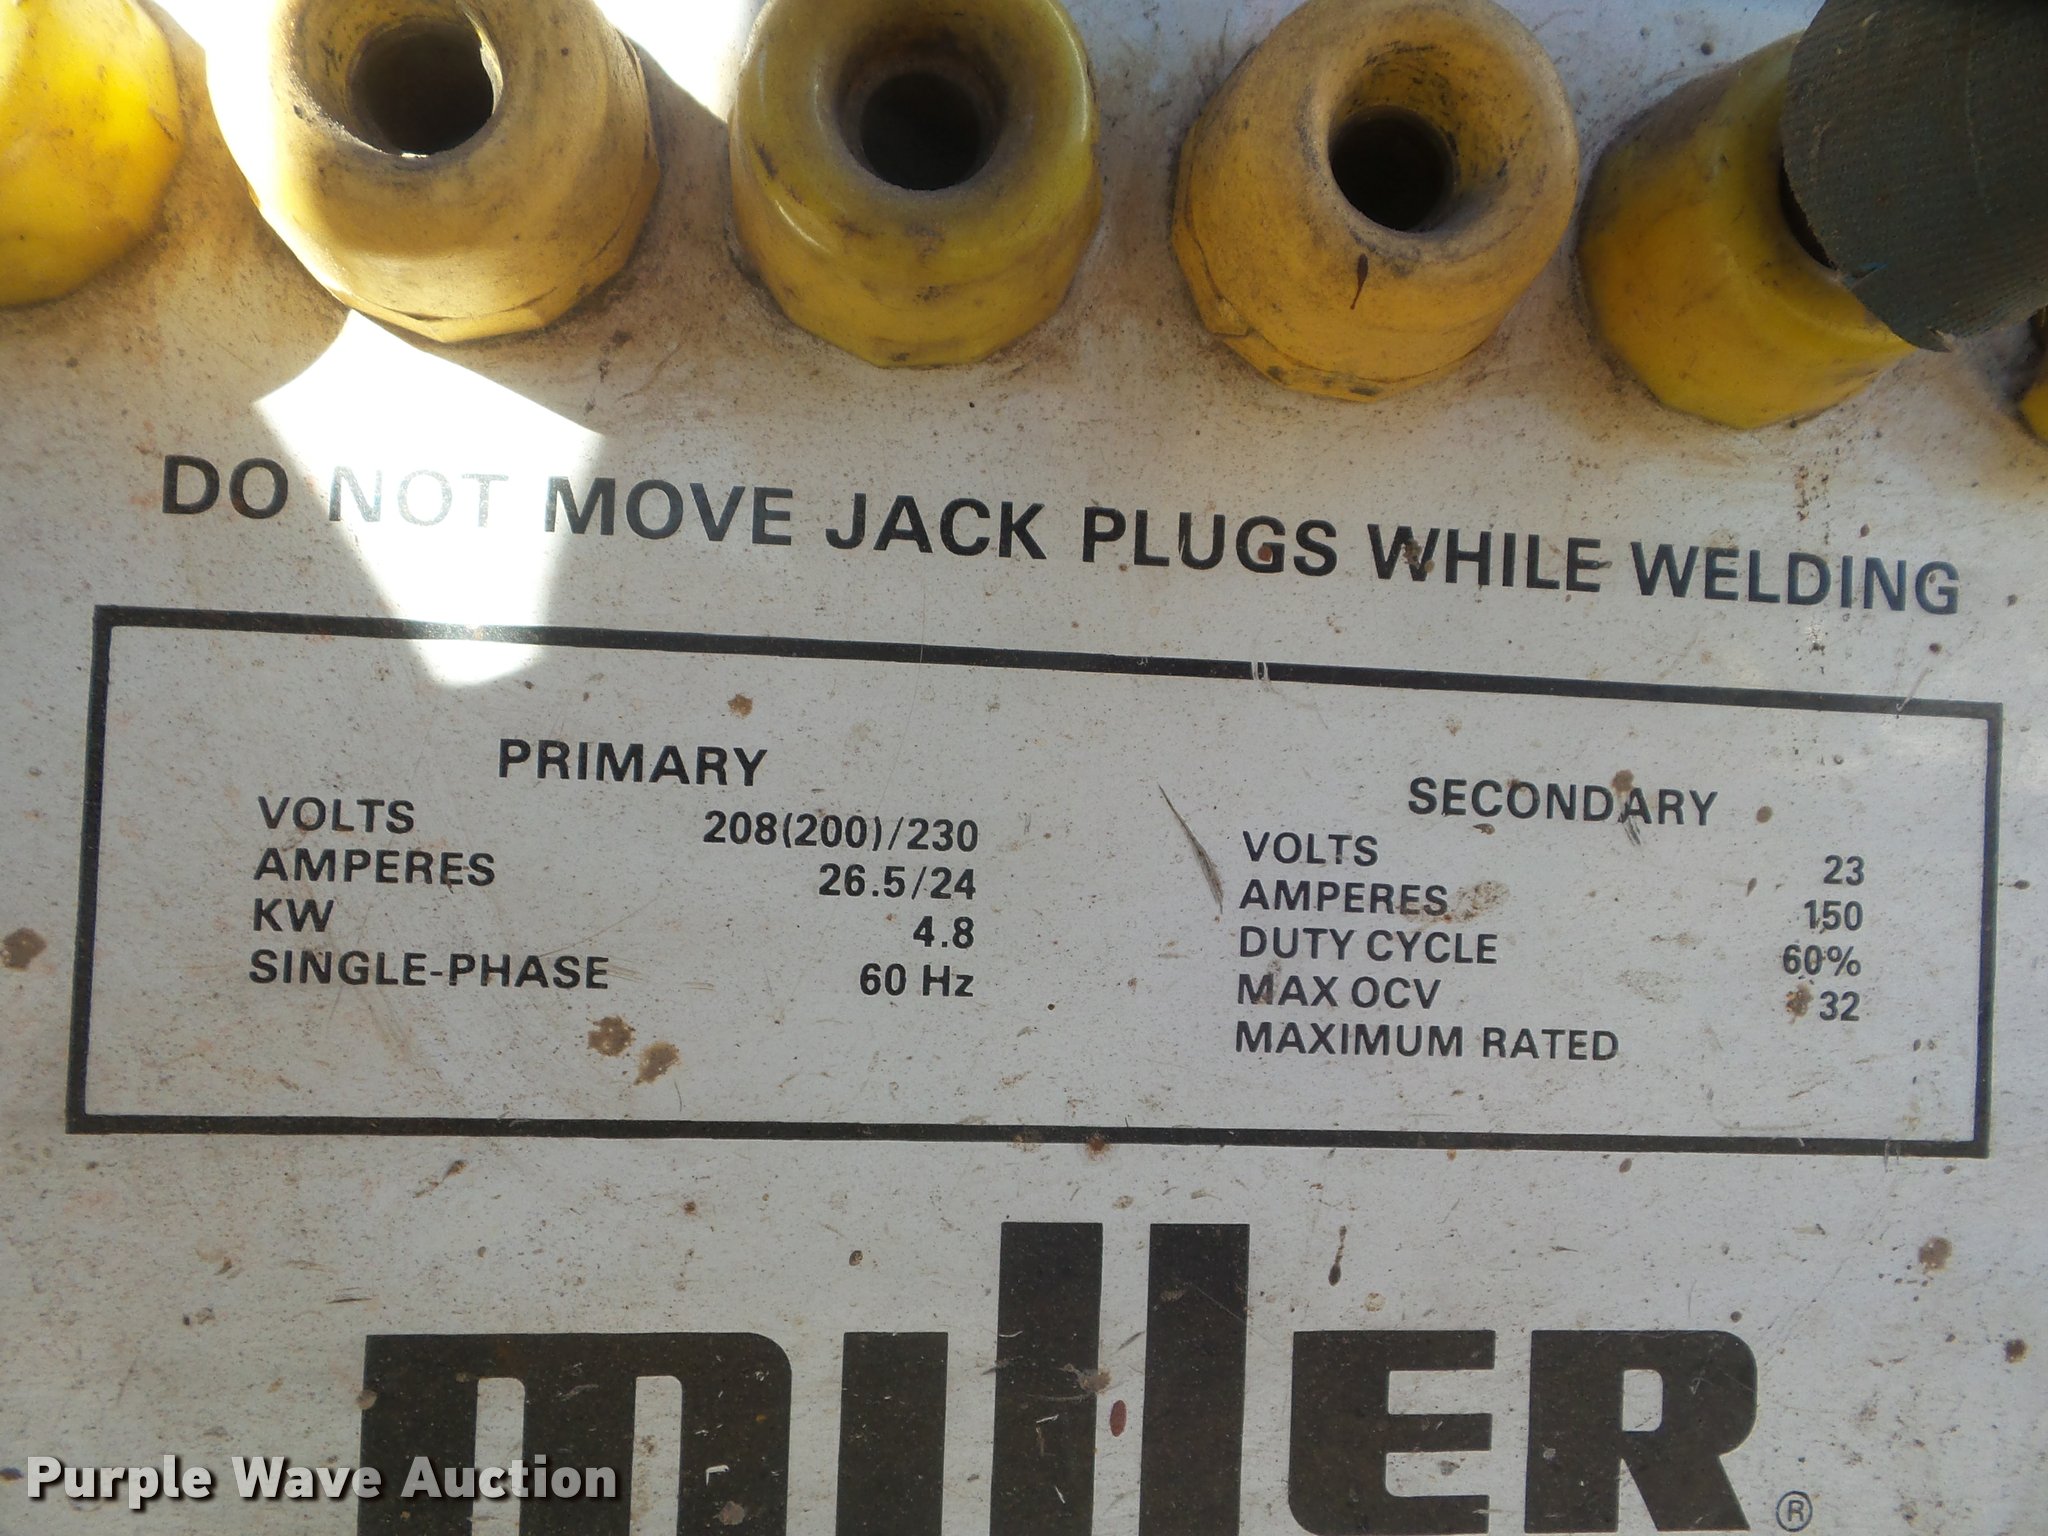 DO NOT MOVE JACK PLUGS WHILE WELDING
PRIMARY
VOLTS 208(200)/230
AMPERES 26.5/24
KW 4.8
SINGLE-PHASE 60 Hz
SECONDARY
VOLTS 23
AMPERES 150
DUTY CYCLE 60%
MAX OCV 32
MAXIMUM RATED
mıllER ®
Purple Wave Auction